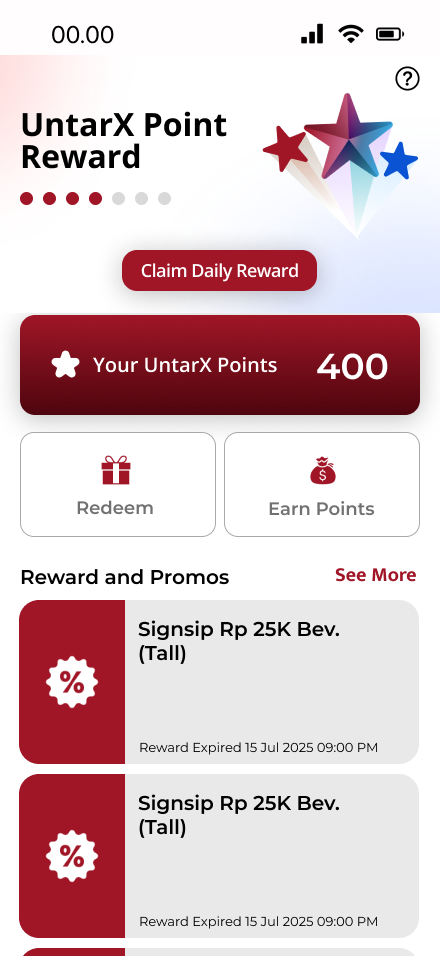 00.00
?
UntarX Point
Reward
Claim Daily Reward
Your UntarX Points 400
Redeem
$
Earn Points
Reward and Promos
See More
%
Signsip Rp 25K Bev.
(Tall)
Reward Expired 15 Jul 2025 09:00 PM
%
Signsip Rp 25K Bev.
(Tall)
Reward Expired 15 Jul 2025 09:00 PM